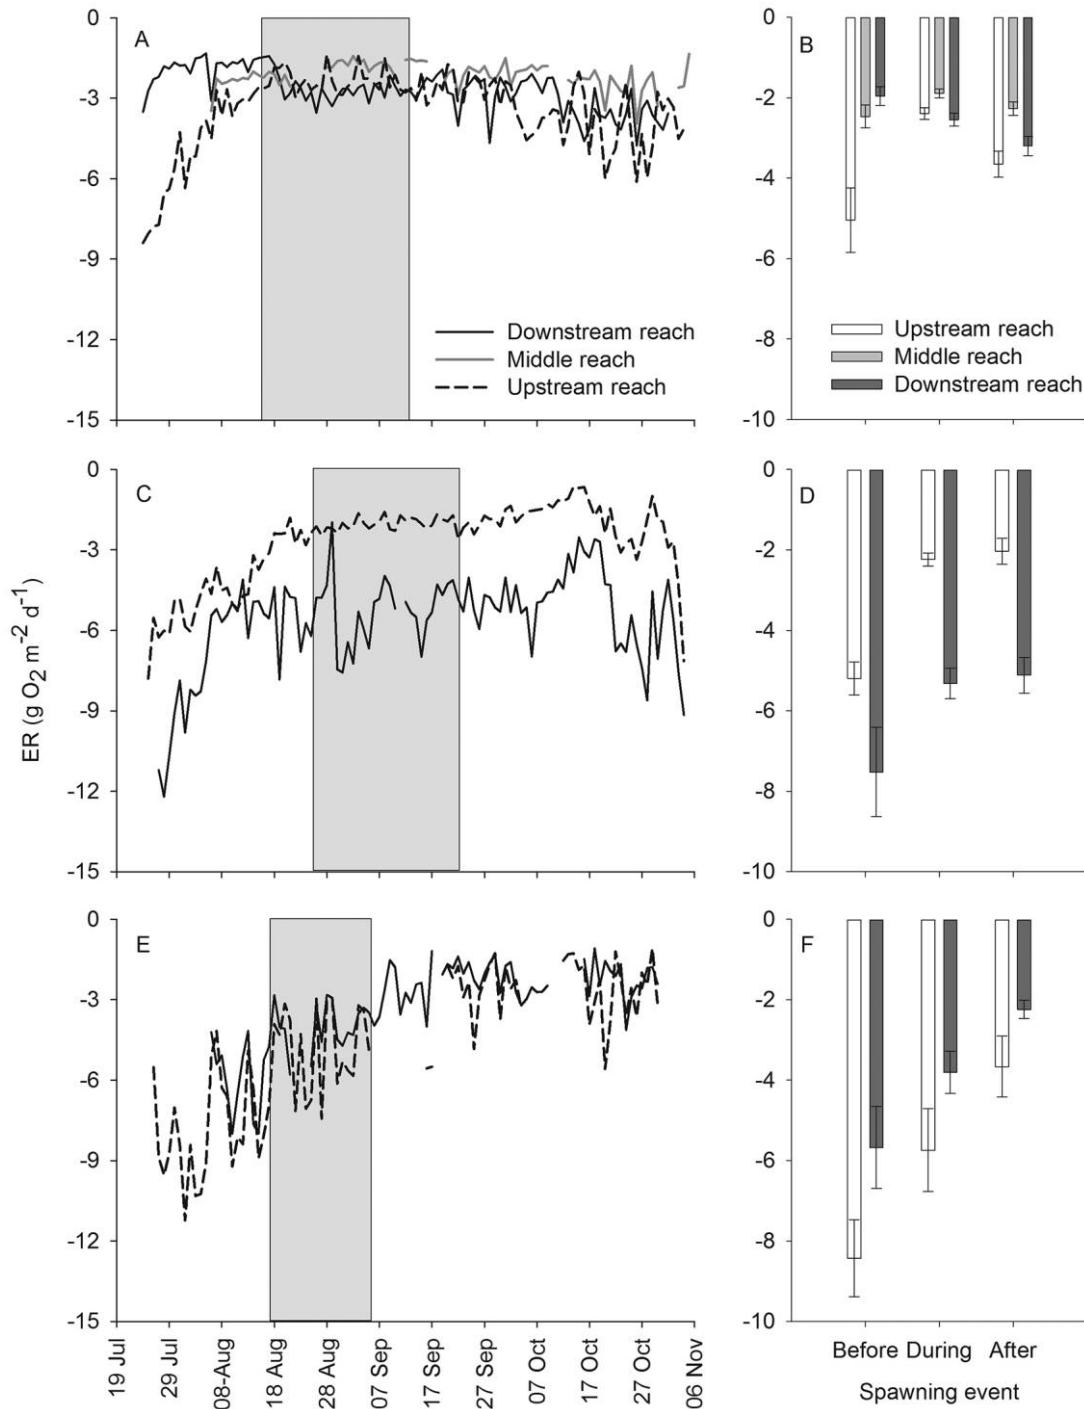 A
0
-3
-6
-9
-12
-15
Downstream reach
Middle reach
Upstream reach
B
0
-2
-4
-6
-8
-10
Upstream reach
Middle reach
Downstream reach
ER (g O2 m-2 d-1)
C
0
-3
-6
-9
-12
-15
D
0
-2
-4
-6
-8
-10
E
0
-3
-6
-9
-12
-15
19 Jul
29 Jul
08-Aug
18 Aug
28 Aug
07 Sep
17 Sep
27 Sep
07 Oct
17 Oct
27 Oct
06 Nov
F
0
-2
-4
-6
-8
-10
Before During After
Spawning event